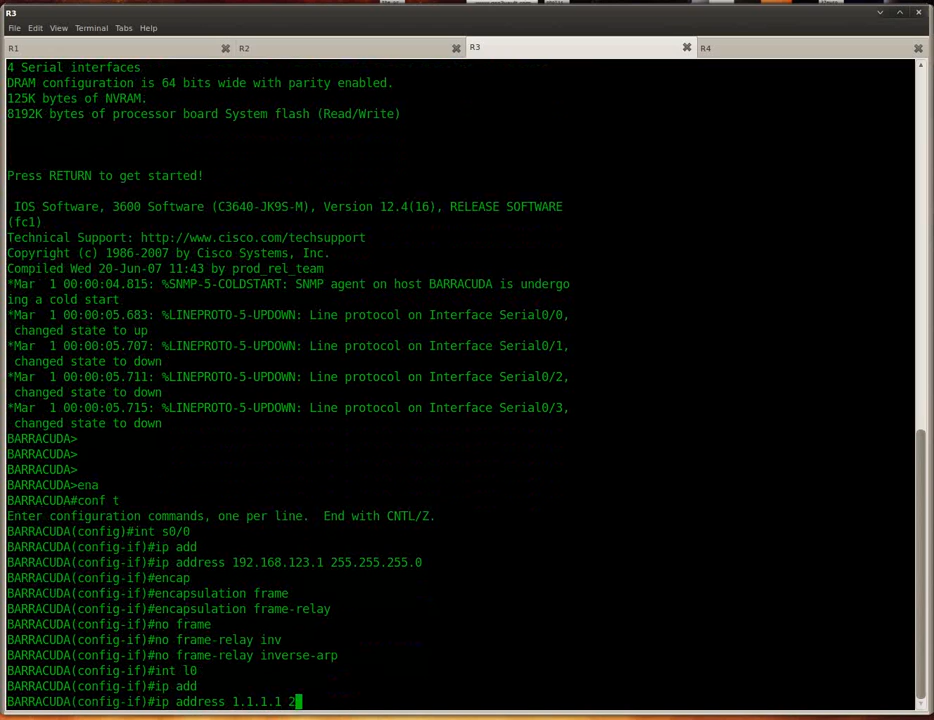 R3
File Edit View Terminal Tabs Help
R1 R2 R3 R4
4 Serial interfaces
DRAM configuration is 64 bits wide with parity enabled.
125K bytes of NVRAM.
8192K bytes of processor board System flash (Read/Write)
Press RETURN to get started!
IOS Software, 3600 Software (C3640-JK9S-M), Version 12.4(16), RELEASE SOFTWARE
(fc1)
Technical Support: http://www.cisco.com/techsupport
Copyright (c) 1986-2007 by Cisco Systems, Inc.
Compiled Wed 20-Jun-07 11:43 by prod_rel_team
*Mar  1 00:00:04.815: %SNMP-5-COLDSTART: SNMP agent on host BARRACUDA is undergo
ing a cold start
*Mar  1 00:00:05.683: %LINEPROTO-5-UPDOWN: Line protocol on Interface Serial0/0,
changed state to up
*Mar  1 00:00:05.707: %LINEPROTO-5-UPDOWN: Line protocol on Interface Serial0/1,
changed state to down
*Mar  1 00:00:05.711: %LINEPROTO-5-UPDOWN: Line protocol on Interface Serial0/2,
changed state to down
*Mar  1 00:00:05.715: %LINEPROTO-5-UPDOWN: Line protocol on Interface Serial0/3,
changed state to down
BARRACUDA>
BARRACUDA>
BARRACUDA>
BARRACUDA>ena
BARRACUDA#conf t
Enter configuration commands, one per line.  End with CNTL/Z.
BARRACUDA(config)#int s0/0
BARRACUDA(config-if)#ip add
BARRACUDA(config-if)#ip address 192.168.123.1 255.255.255.0
BARRACUDA(config-if)#encap
BARRACUDA(config-if)#encapsulation frame
BARRACUDA(config-if)#encapsulation frame-relay
BARRACUDA(config-if)#no frame
BARRACUDA(config-if)#no frame-relay inv
BARRACUDA(config-if)#no frame-relay inverse-arp
BARRACUDA(config-if)#int l0
BARRACUDA(config-if)#ip add
BARRACUDA(config-if)#ip address 1.1.1.1 2